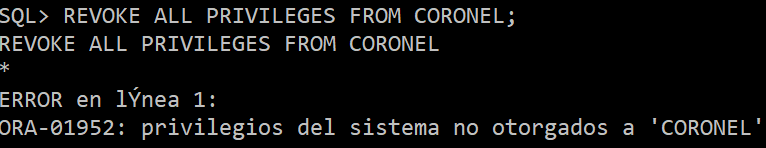 SQL> REVOKE ALL PRIVILEGES FROM CORONEL;
REVOKE ALL PRIVILEGES FROM CORONEL
*
ERROR en lÝnea 1:
ORA-01952: privilegios del sistema no otorgados a 'CORONEL'